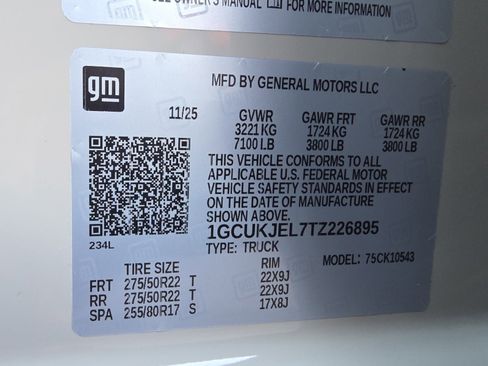 OWNER'S MANUAL FOR MORE INFORMATION
gm
MFD BY GENERAL MOTORS LLC
11/25 GVWR GAWR FRT GAWR RR
3221 KG 1724 KG 1724 KG
7100 LB 3800 LB 3800 LB
THIS VEHICLE CONFORMS TO ALL
APPLICABLE U.S. FEDERAL MOTOR
VEHICLE SAFETY STANDARDS IN EFFECT
ON THE DATE OF MANUFACTURE
SHOWN ABOVE.
1GCUKJEL7TZ226895
234L
TYPE: TRUCK
MODEL: 75CK10543
TIRE SIZE RIM
FRT 275/50R22 T 22X9J
RR 275/50R22 T 22X9J
SPA 255/80R17 S 17X8J